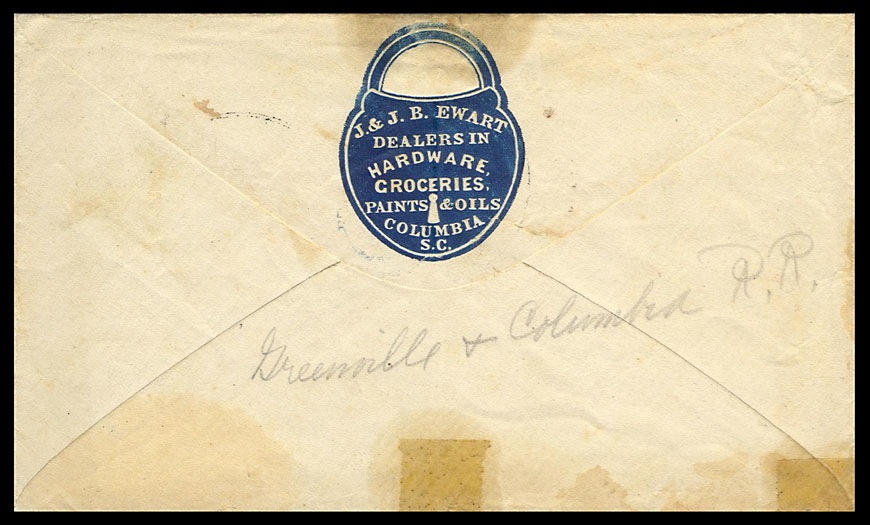 J. & J. B. EWART
DEALERS IN
HARDWARE,
GROCERIES,
PAINTS & OILS
COLUMBIA
S.C.
Greenville & Columbia R. R.